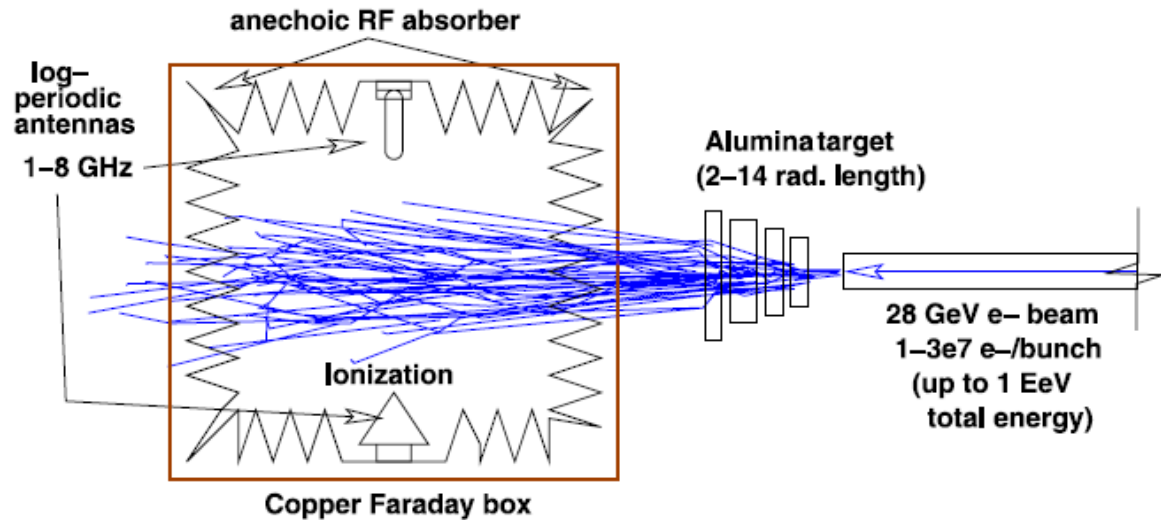 anechoic RF absorber
log–
periodic
antennas
1–8 GHz
Alumina target
(2–14 rad. length)
28 GeV e– beam
1–3e7 e–/bunch
(up to 1 EeV
total energy)
Ionization
Copper Faraday box